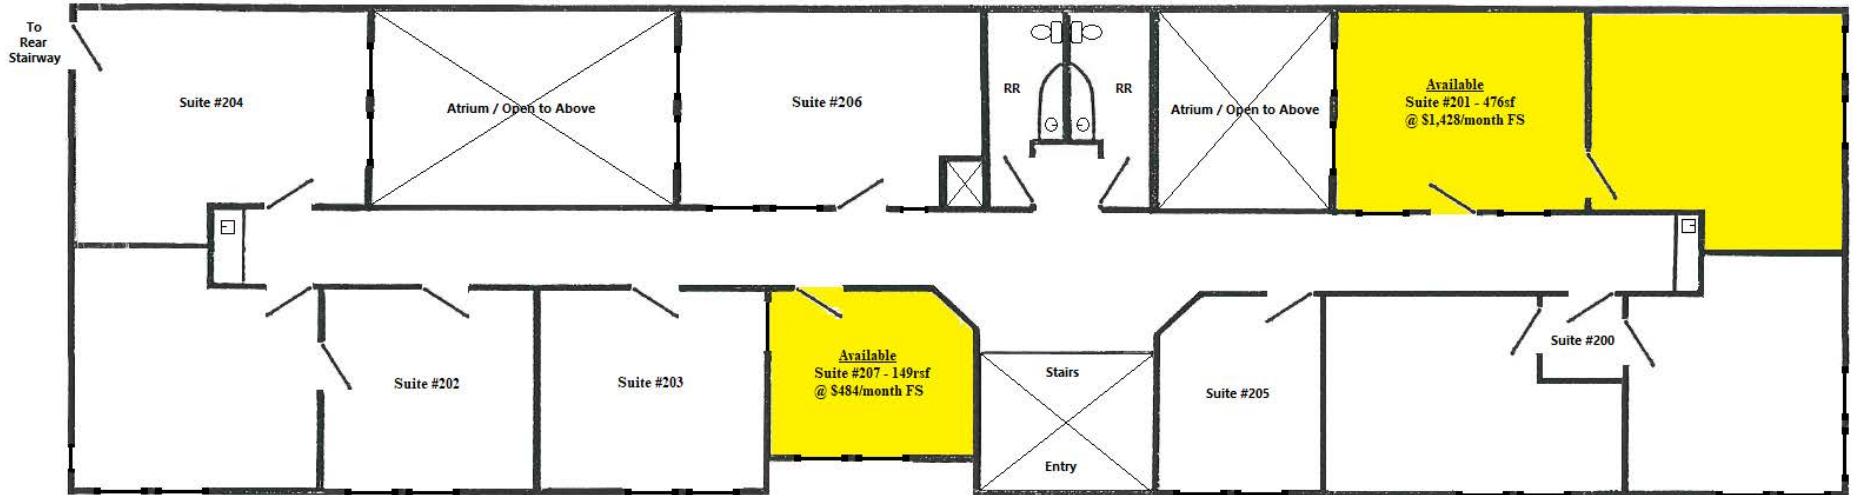 To
Rear
Stairway
Suite #204
Atrium / Open to Above
Suite #206
RR
RR
Atrium / Open to Above
Available
Suite #201 - 476sf
@ $1,428/month FS
Suite #202
Suite #203
Available
Suite #207 - 149rsf
@ $484/month FS
Stairs
Entry
Suite #205
Suite #200